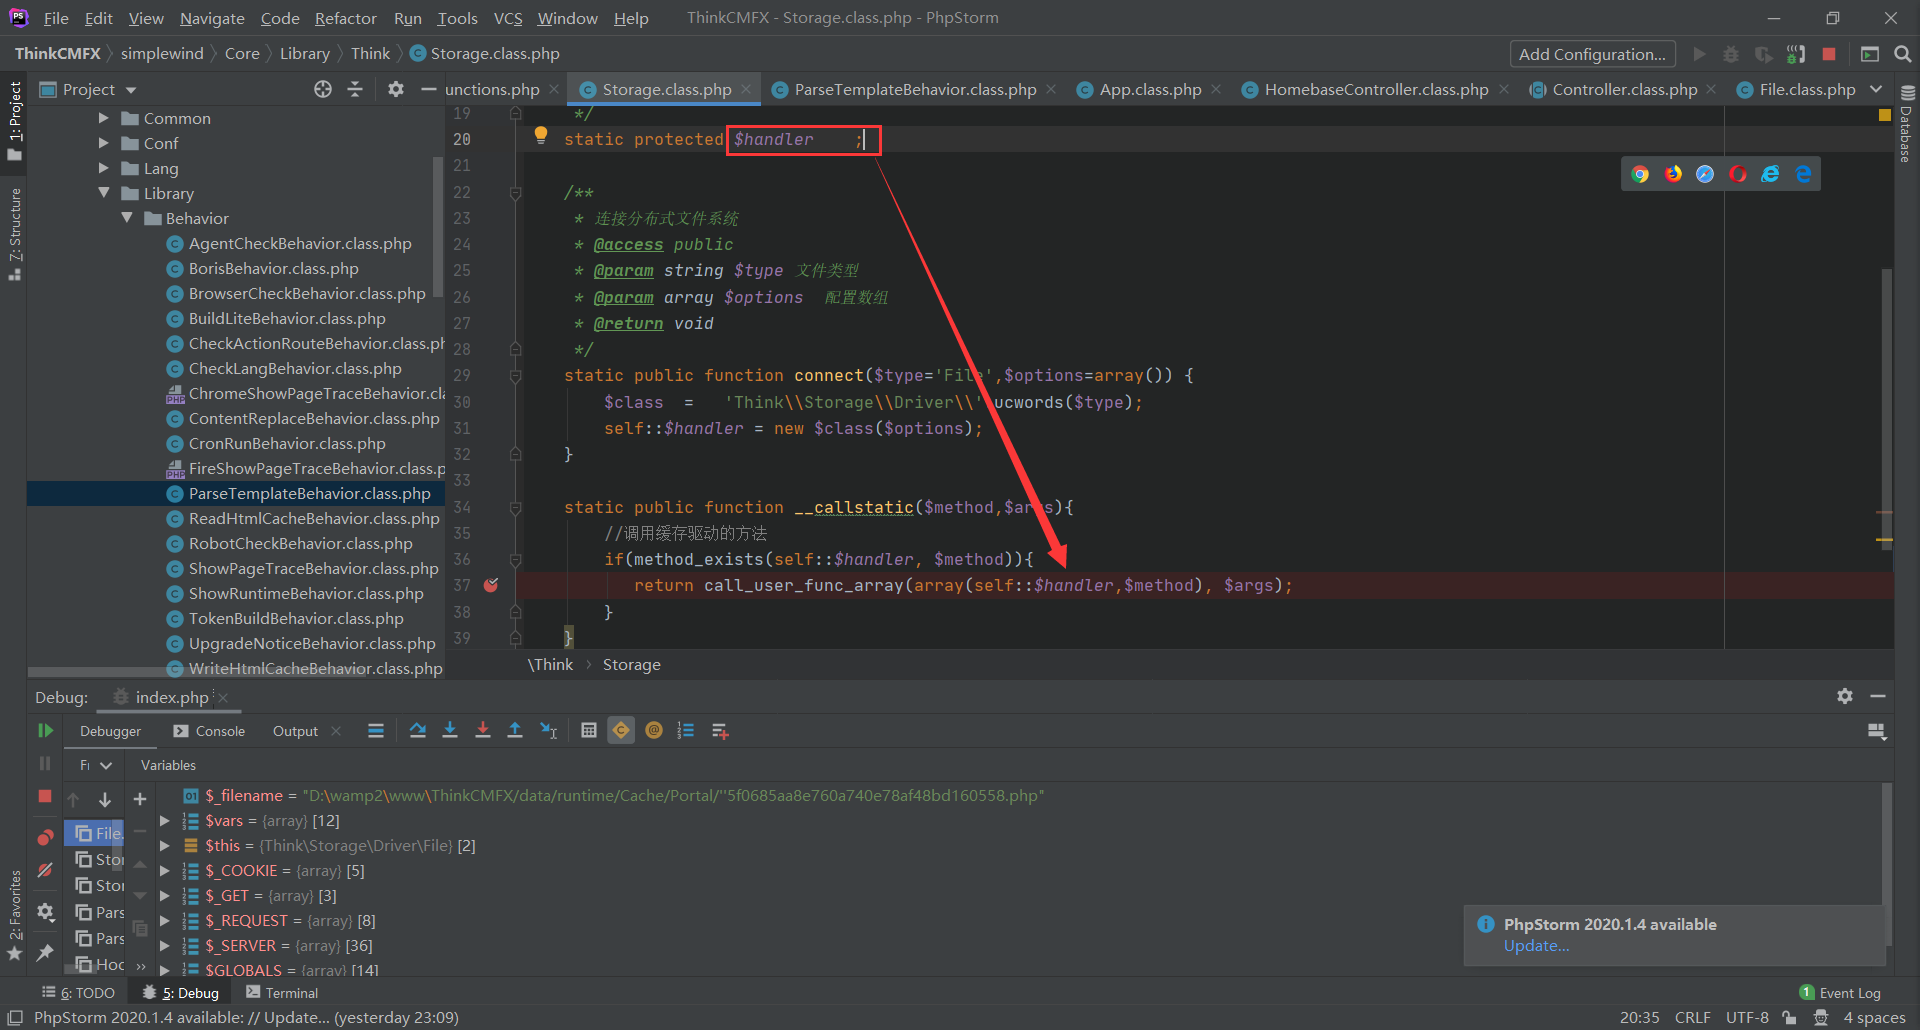 File Edit View Navigate Code Refactor Run Tools VCS Window Help ThinkCMFX - Storage.class.php - PhpStorm
ThinkCMFX simplewind Core Library Think Storage.class.php Add Configuration...
1: Project
7: Structure
2: Favorites
Database
Project
Common
Conf
Lang
Library
Behavior
AgentCheckBehavior.class.php
BorisBehavior.class.php
BrowserCheckBehavior.class.php
BuildLiteBehavior.class.php
CheckActionRouteBehavior.class.ph
CheckLangBehavior.class.php
ChromeShowPageTraceBehavior.cla
ContentReplaceBehavior.class.php
CronRunBehavior.class.php
FireShowPageTraceBehavior.class.p
ParseTemplateBehavior.class.php
ReadHtmlCacheBehavior.class.php
RobotCheckBehavior.class.php
ShowPageTraceBehavior.class.php
ShowRuntimeBehavior.class.php
TokenBuildBehavior.class.php
UpgradeNoticeBehavior.class.php
WriteHtmlCacheBehavior.class.php
unctions.php Storage.class.php ParseTemplateBehavior.class.php App.class.php HomebaseController.class.php Controller.class.php File.class.php
19 */
20 static protected $handler ;
21
22 /**
23 * 连接分布式文件系统
24 * @access public
25 * @param string $type 文件类型
26 * @param array $options 配置数组
27 * @return void
28 */
29 static public function connect($type='File',$options=array()) {
30 $class = 'Think\\Storage\\Driver\\' ucwords($type);
31 self::$handler = new $class($options);
32 }
33
34 static public function __callstatic($method,$args){
35 //调用缓存驱动的方法
36 if(method_exists(self::$handler, $method)){
37 return call_user_func_array(array(self::$handler,$method), $args);
38 }
39 }
\Think Storage
Debug: index.php
Debugger Console Output
Fr Variables
File.
Stor
Stor
Pars
Pars
Hoo
$_filename = "D:\wamp2\www\ThinkCMFX/data/runtime/Cache/Portal/''5f0685aa8e760a740e78af48bd160558.php"
$vars = {array} [12]
$this = {Think\Storage\Driver\File} [2]
$_COOKIE = {array} [5]
$_GET = {array} [3]
$_REQUEST = {array} [8]
$_SERVER = {array} [36]
$GLOBALS = {array} [14]
PhpStorm 2020.1.4 available
Update...
6: TODO 5: Debug Terminal 1 Event Log
PhpStorm 2020.1.4 available: // Update... (yesterday 23:09) 20:35 CRLF UTF-8 4 spaces